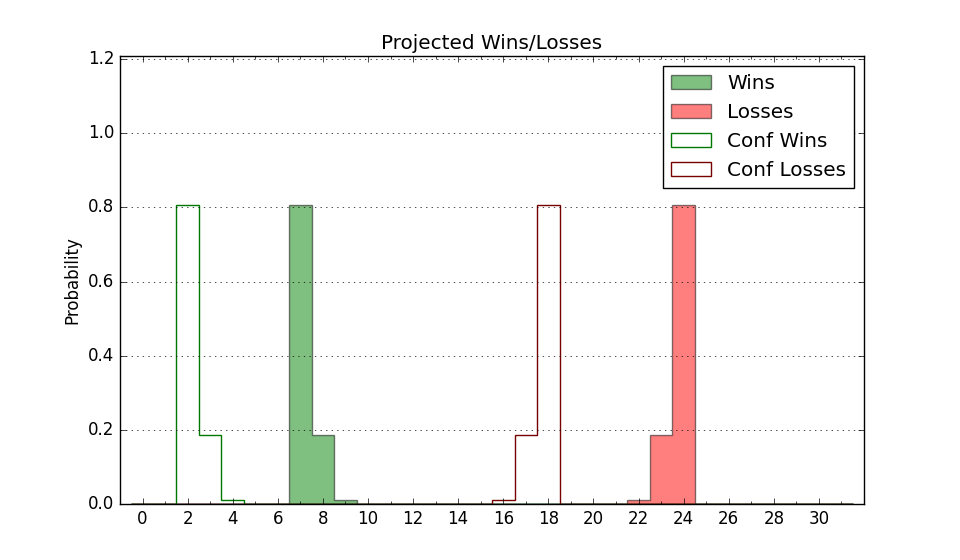 Projected Wins/Losses
1.2
1.0
0.8
0.6
0.4
0.2
0.0
Probability
Wins
Losses
Conf Wins
Conf Losses
0 2 4 6 8 10 12 14 16 18 20 22 24 26 28 30